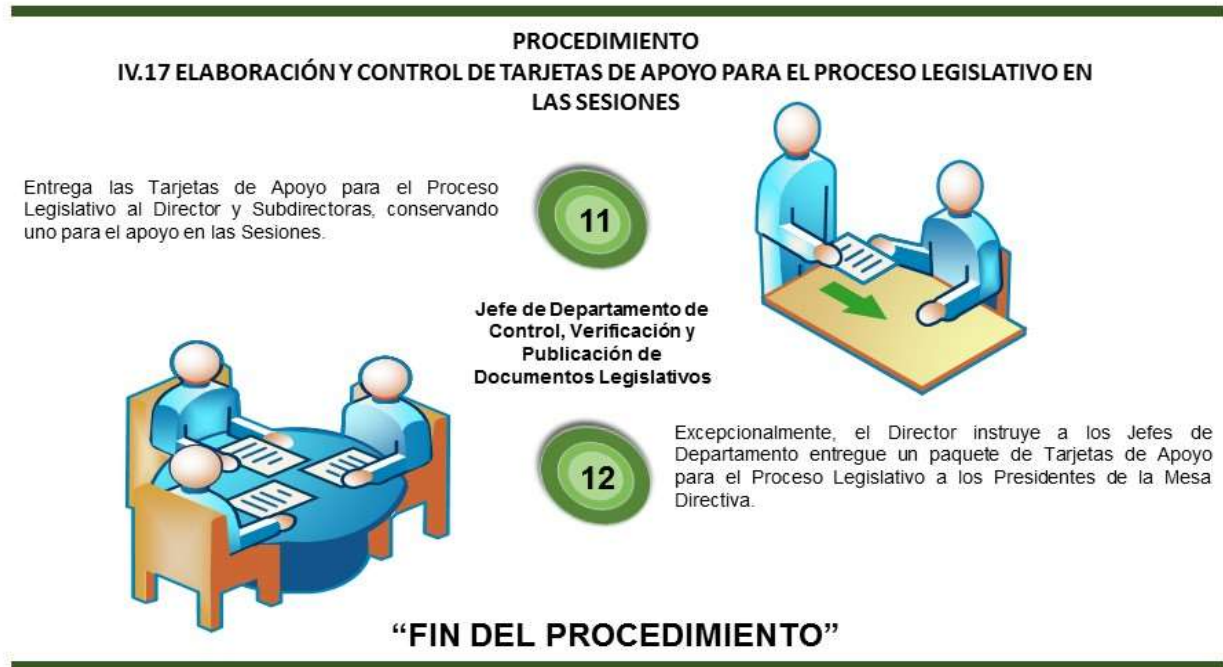 PROCEDIMIENTO
IV.17 ELABORACIÓN Y CONTROL DE TARJETAS DE APOYO PARA EL PROCESO LEGISLATIVO EN
LAS SESIONES
Entrega las Tarjetas de Apoyo para el Proceso
Legislativo al Director y Subdirectoras, conservando
uno para el apoyo en las Sesiones.
11
Jefe de Departamento de
Control, Verificación y
Publicación de
Documentos Legislativos
12
Excepcionalmente, el Director instruye a los Jefes de
Departamento entregue un paquete de Tarjetas de Apoyo
para el Proceso Legislativo a los Presidentes de la Mesa
Directiva.
“FIN DEL PROCEDIMIENTO”